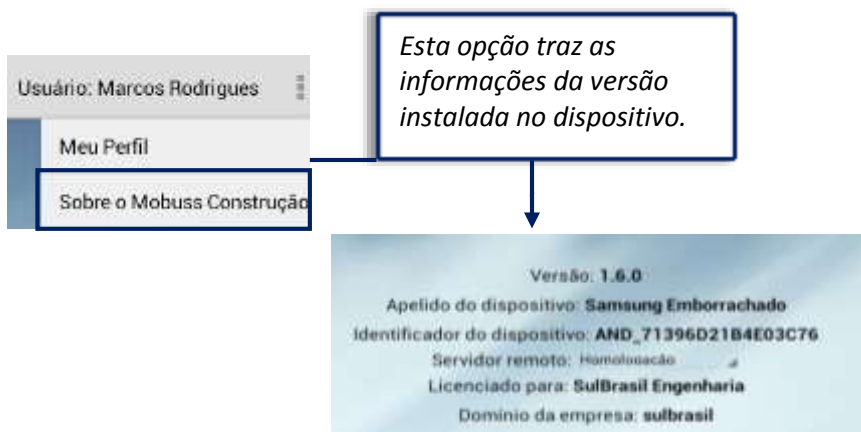 Esta opção traz as
informações da versão
instalada no dispositivo.
Usuário: Marcos Rodrigues
Meu Perfil
Sobre o Mobuss Construção
Versão: 1.6.0
Apelido do dispositivo: Samsung Emborrachado
Identificador do dispositivo: AND_71396D21B4E03C76
Servidor remoto: Homologação
Licenciado para: SulBrasil Engenharia
Domínio da empresa: sulbrasil